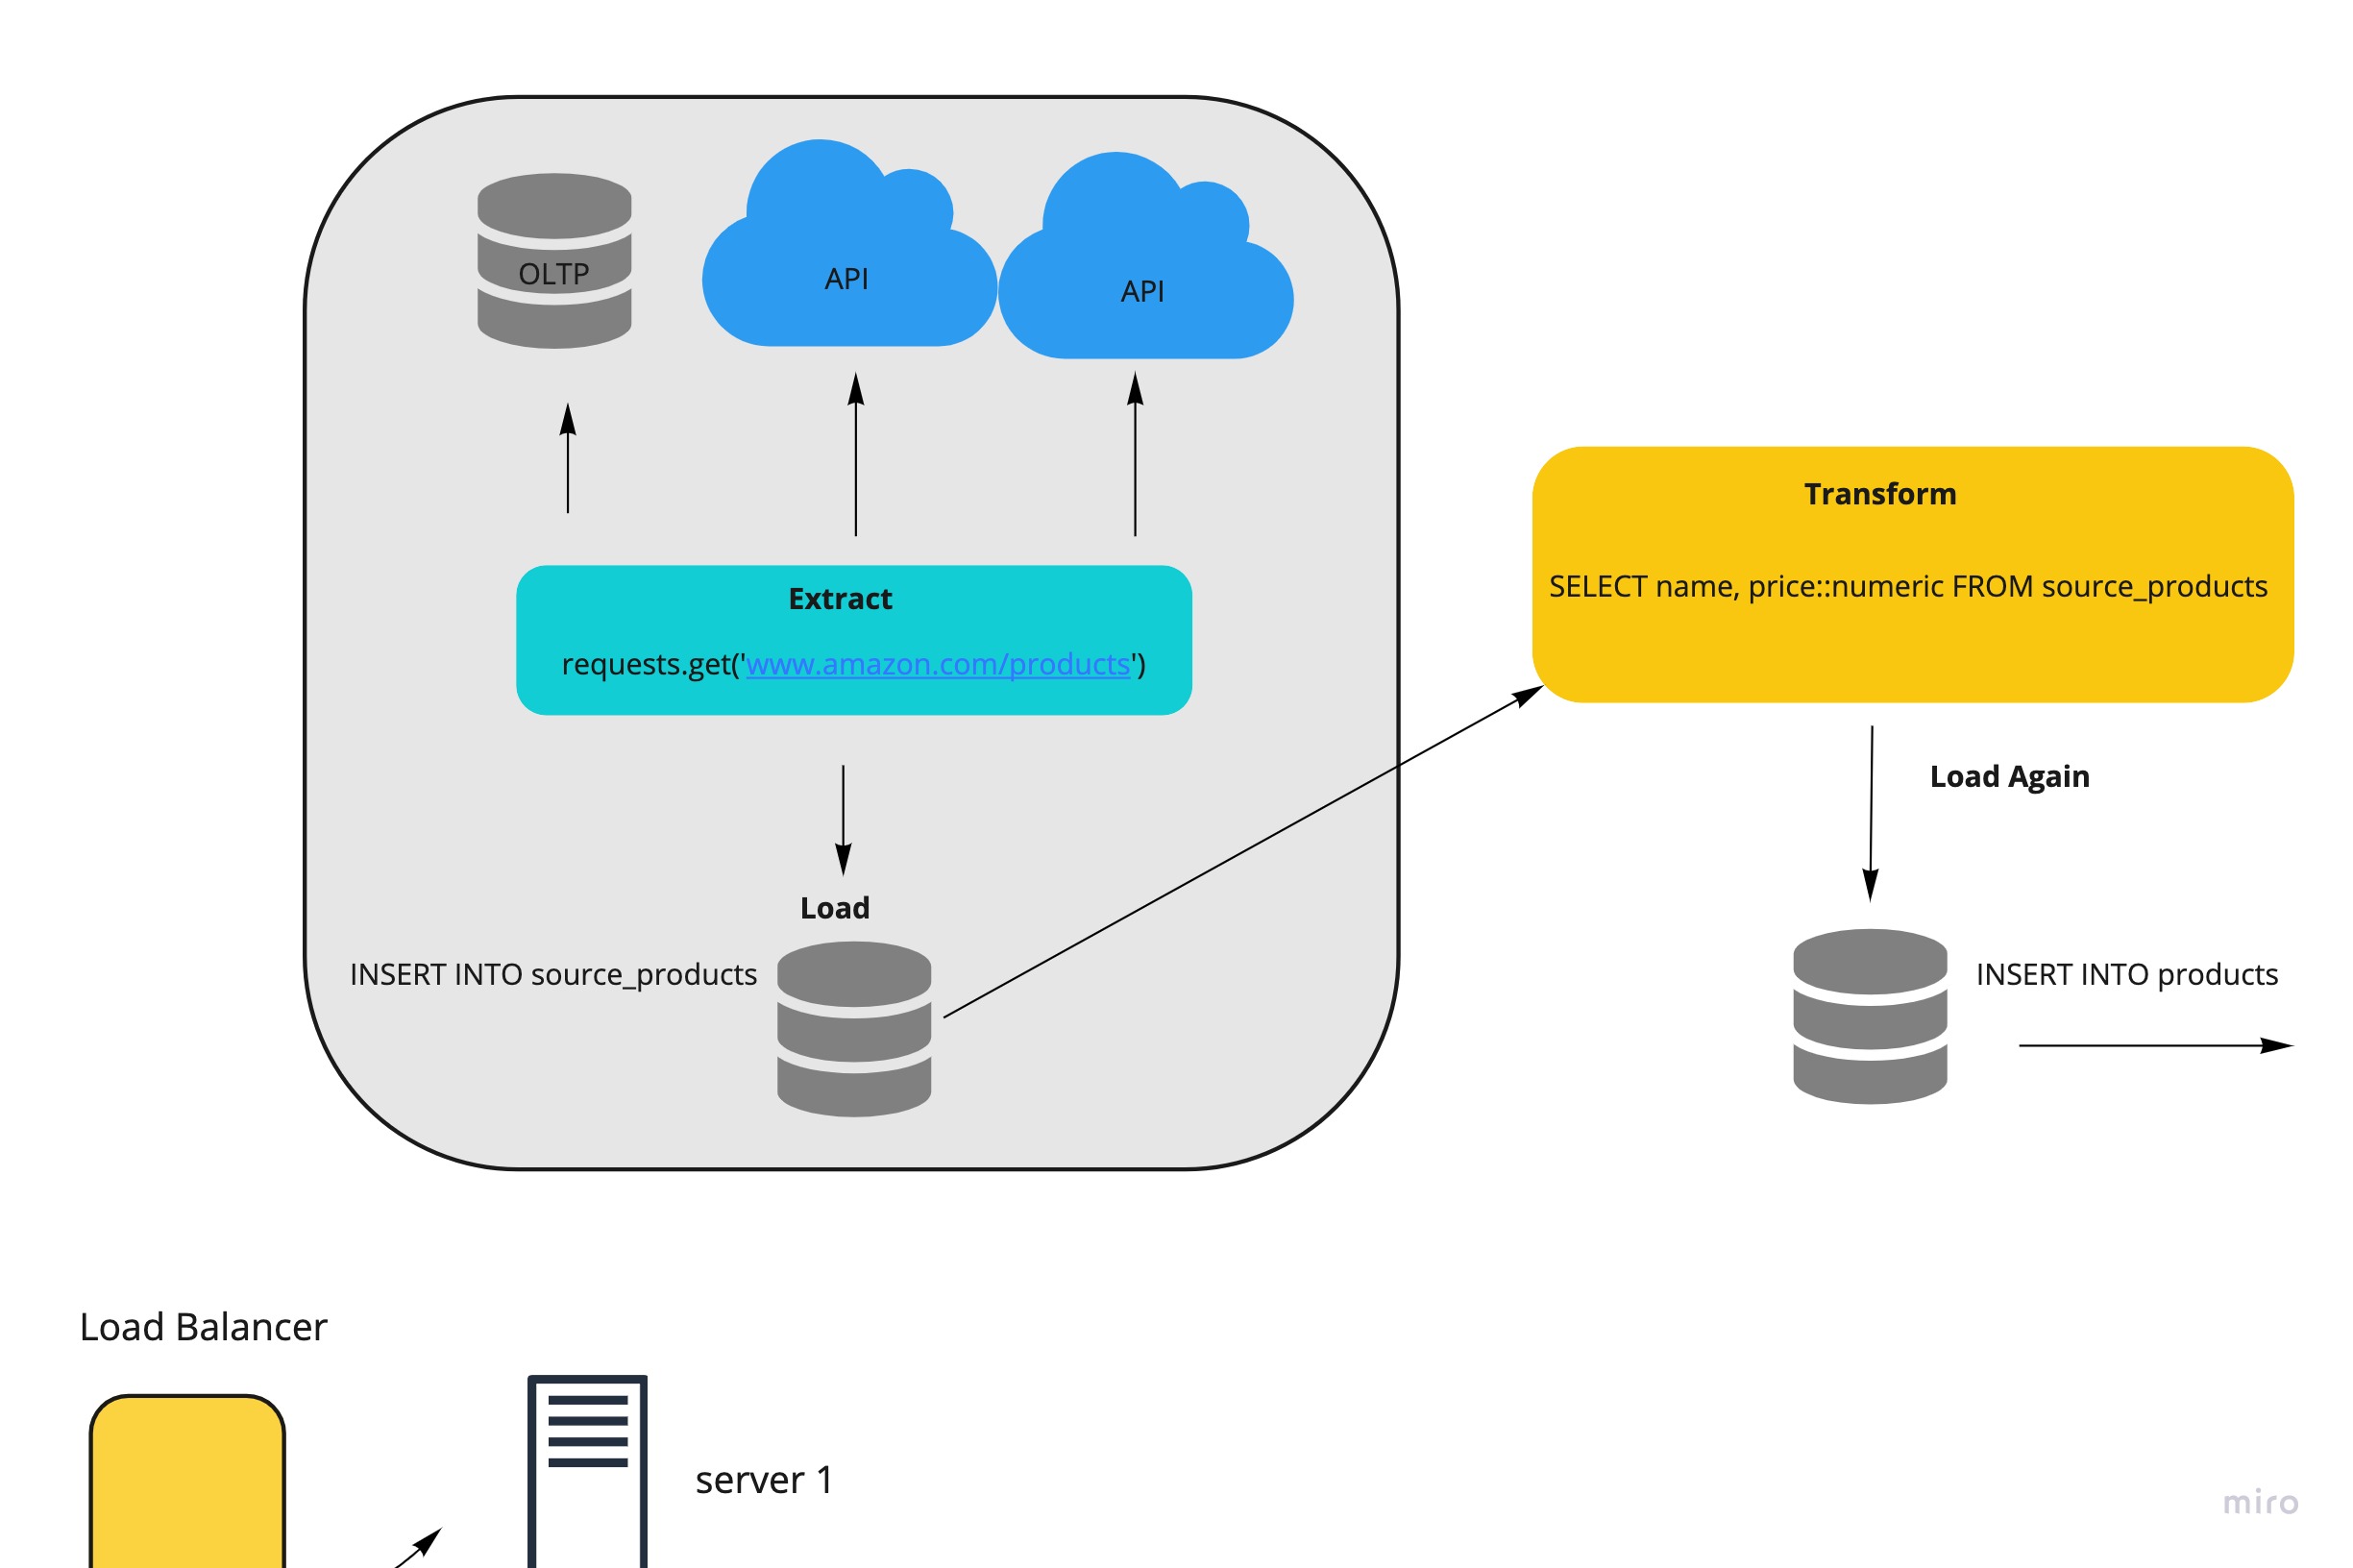 OLTP
API
API
Extract
requests.get('www.amazon.com/products')
Load
INSERT INTO source_products
Transform
SELECT name, price::numeric FROM source_products
Load Again
INSERT INTO products
Load Balancer
server 1
miro